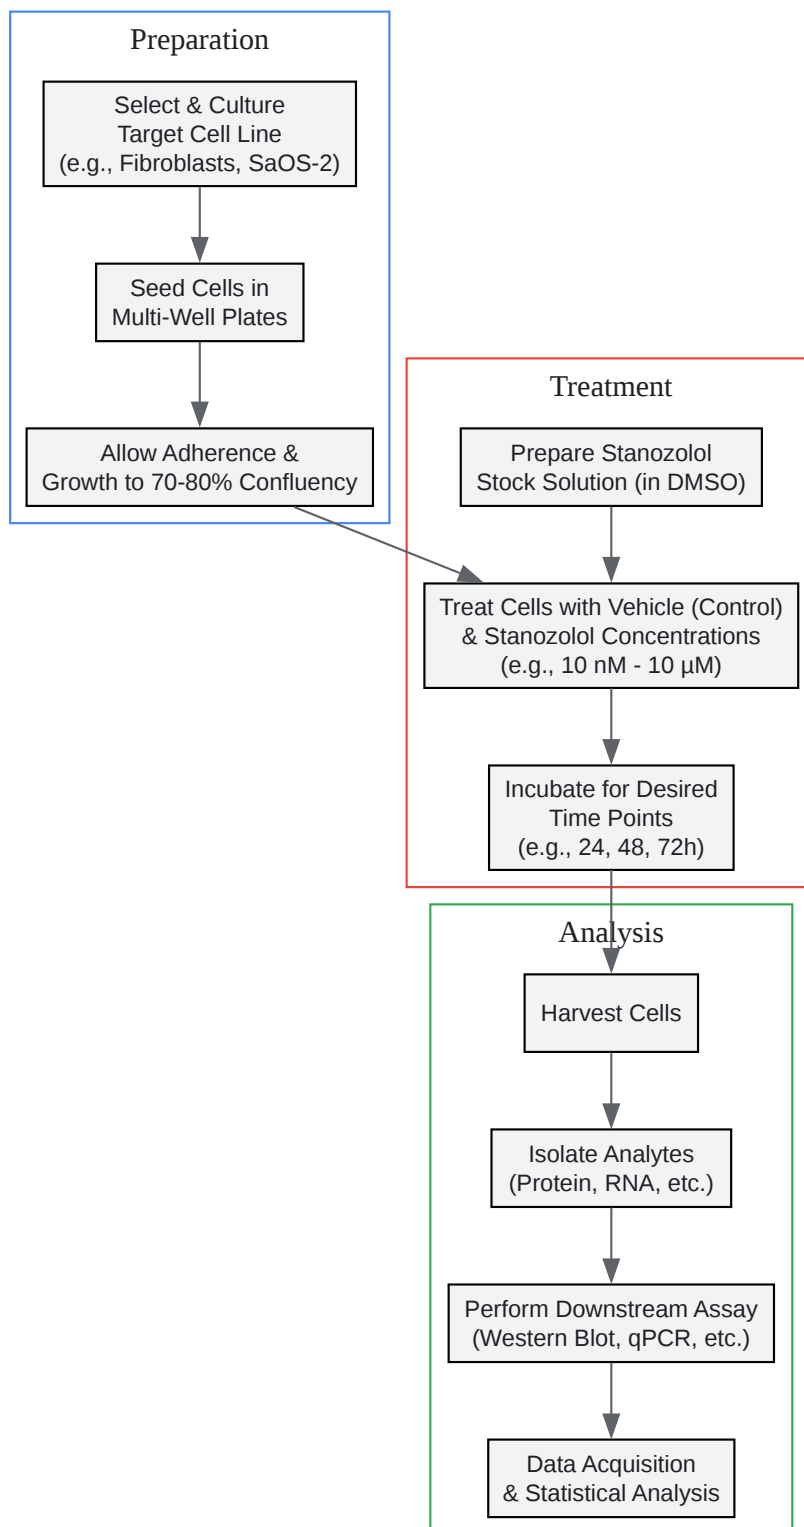 Preparation
Select & Culture
Target Cell Line
(e.g., Fibroblasts, SaOS-2)
Seed Cells in
Multi-Well Plates
Allow Adherence &
Growth to 70-80% Confluency
Treatment
Prepare Stanozolol
Stock Solution (in DMSO)
Treat Cells with Vehicle (Control)
& Stanozolol Concentrations
(e.g., 10 nM - 10 µM)
Incubate for Desired
Time Points
(e.g., 24, 48, 72h)
Analysis
Harvest Cells
Isolate Analytes
(Protein, RNA, etc.)
Perform Downstream Assay
(Western Blot, qPCR, etc.)
Data Acquisition
& Statistical Analysis